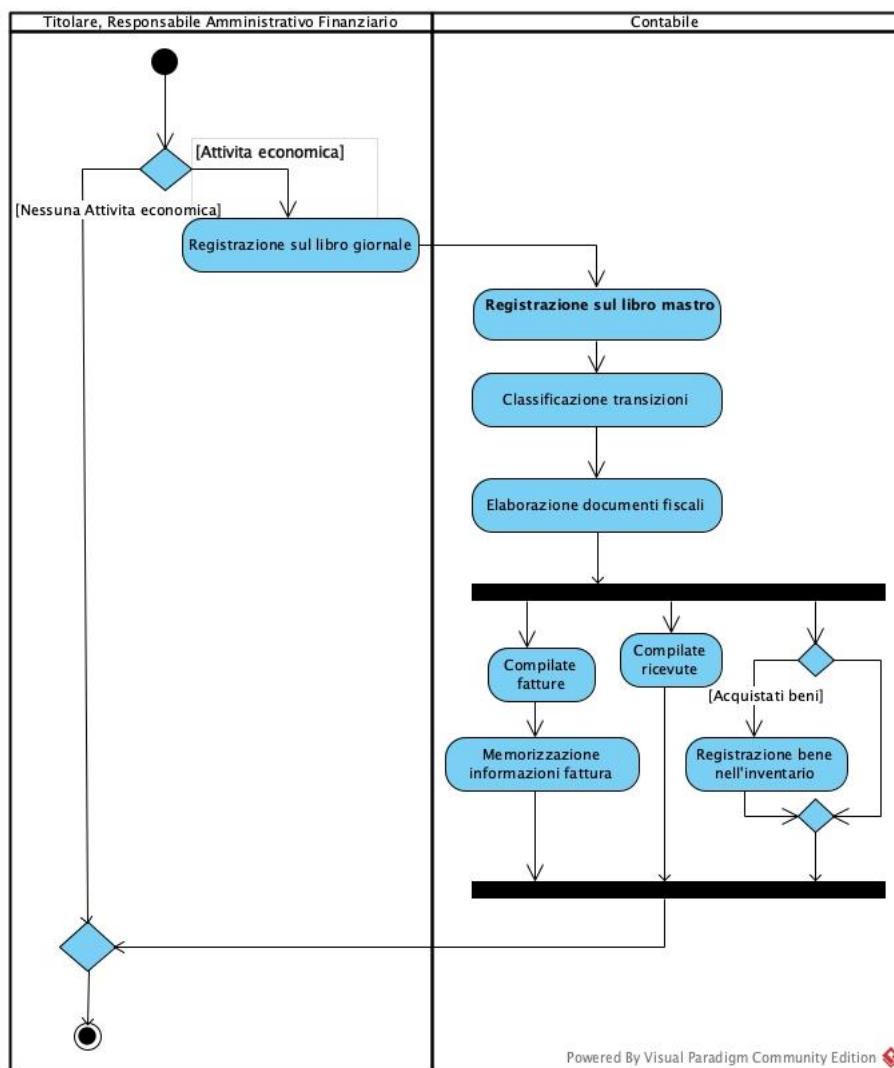 Titolare, Responsabile Amministrativo Finanziario
Contabile
[Attivita economica]
[Nessuna Attivita economica]
Registrazione sul libro giornale
Registrazione sul libro mastro
Classificazione transizioni
Elaborazione documenti fiscali
Compilate
fatture
Compilate
ricevute
[Acquistati beni]
Memorizzazione
informazioni fattura
Registrazione bene
nell'inventario
Powered By Visual Paradigm Community Edition